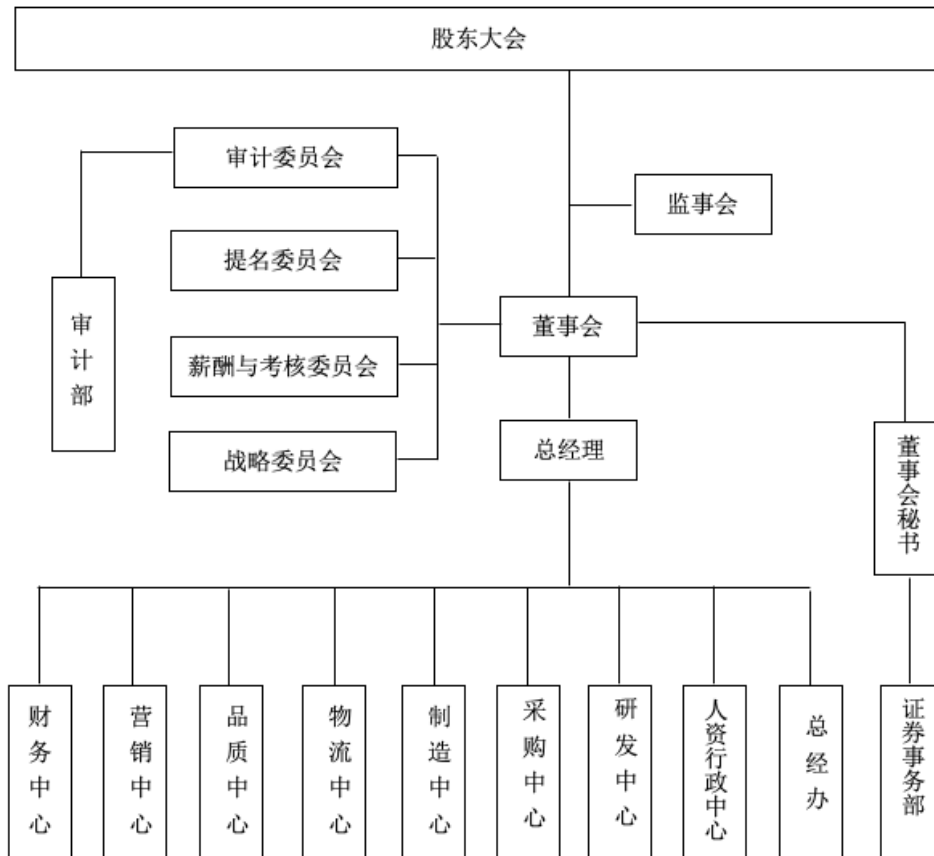 股东大会
审计委员会
监事会
提名委员会
董事会
审计部
薪酬与考核委员会
总经理
战略委员会
董事会秘书
财务中心
营销中心
品质中心
物流中心
制造中心
采购中心
研发中心
人资行政中心
总经办
证券事务部